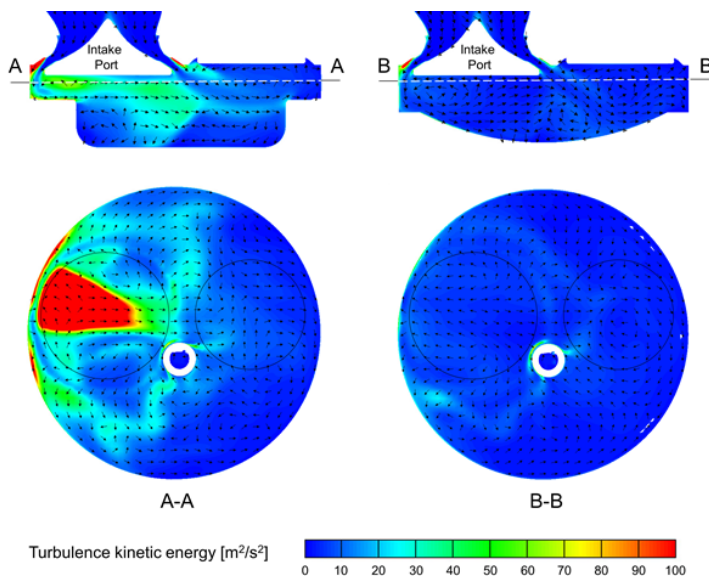 Intake
Port
A
A
Intake
Port
B
B
A-A
B-B
Turbulence kinetic energy [m²/s²]
0 10 20 30 40 50 60 70 80 90 100